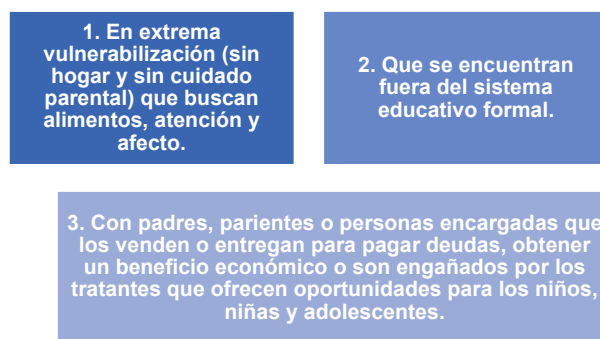 1. En extrema
vulnerabilización (sin
hogar y sin cuidado
parental) que buscan
alimentos, atención y
afecto.
2. Que se encuentran
fuera del sistema
educativo formal.
3. Con padres, parientes o personas encargadas que
los venden o entregan para pagar deudas, obtener
un beneficio económico o son engañados por los
tratantes que ofrecen oportunidades para los niños,
niñas y adolescentes.